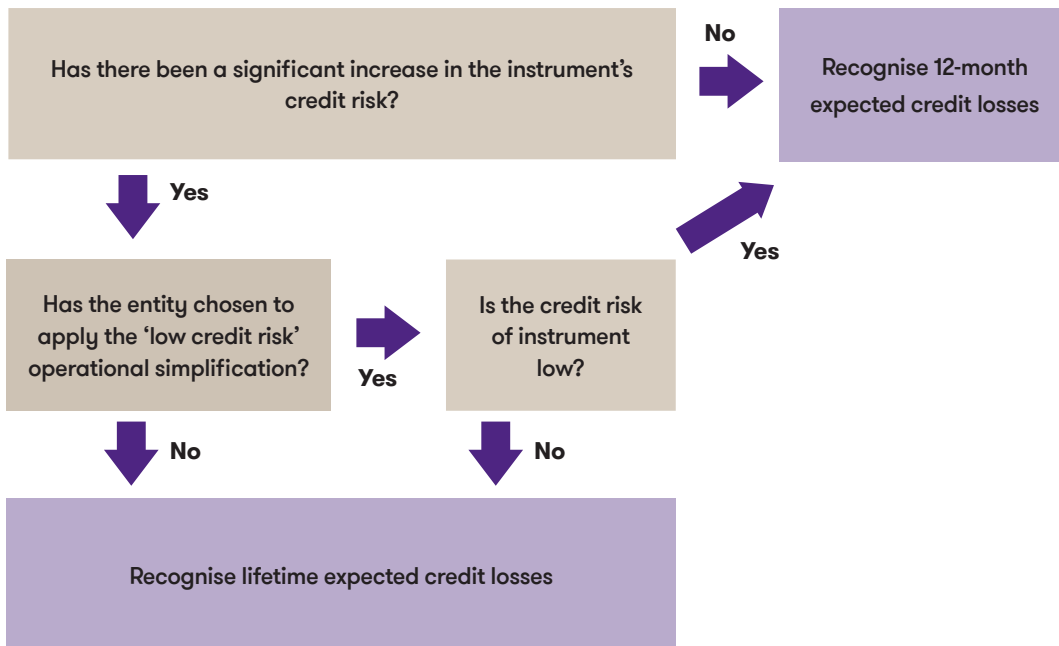 Has there been a significant increase in the instrument's
credit risk?
No
Recognise 12-month
expected credit losses
Yes
Yes
Has the entity chosen to
apply the ‘low credit risk’
operational simplification?
Yes
Is the credit risk
of instrument
low?
No
No
Recognise lifetime expected credit losses